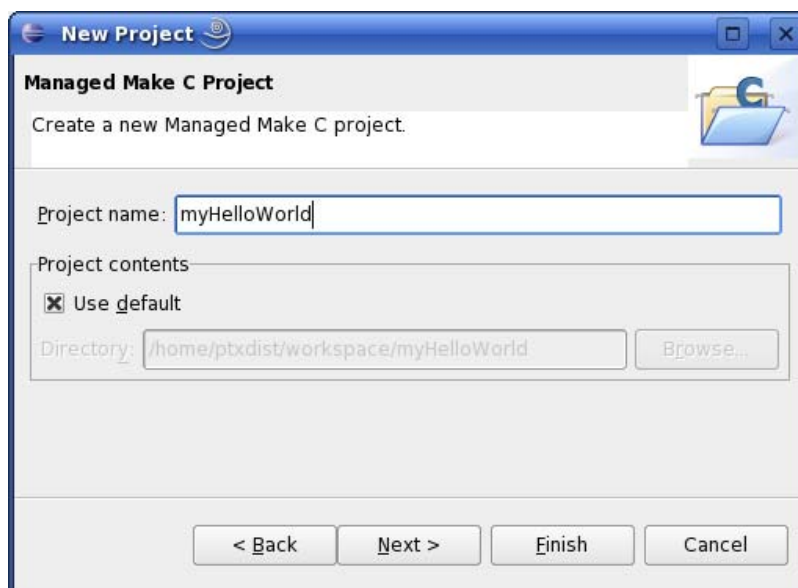 New Project
Managed Make C Project
Create a new Managed Make C project.
Project name: myHelloWorld
Project contents
Use default
Directory: /home/ptxdist/workspace/myHelloWorld Browse...
< Back Next > Finish Cancel